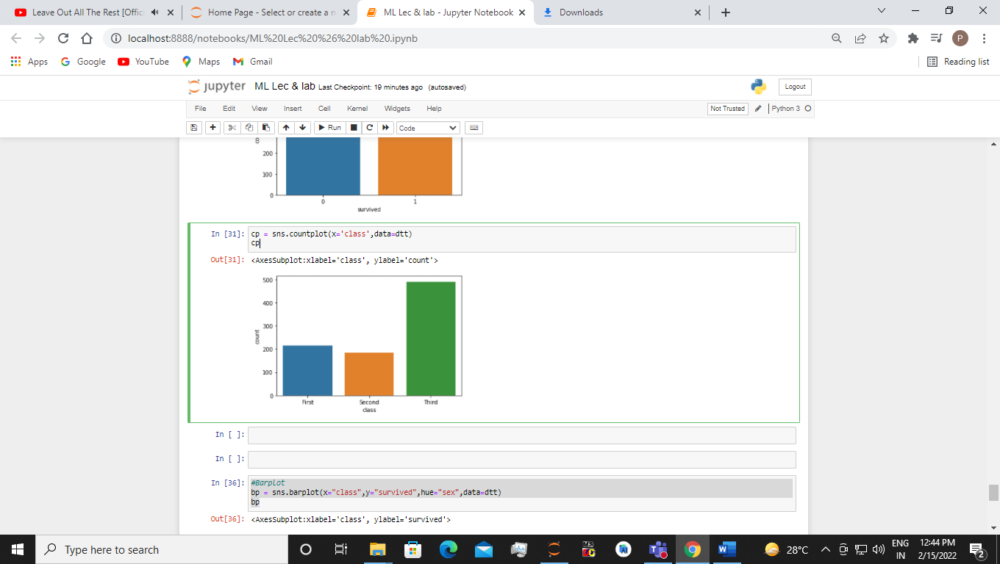 Leave Out All The Rest [Offici
Home Page - Select or create a n
ML Lec & lab - Jupyter Notebook
Downloads
localhost:8888/notebooks/ML%20Lec%20%26%20lab%20.ipynb
P
Apps
Google
YouTube
Maps
Gmail
Reading list
jupyter ML Lec & lab Last Checkpoint: 19 minutes ago (autosaved)
Logout
File Edit View Insert Cell Kernel Widgets Help
Not Trusted
Python 3
Run
Code
200
100
0
0 1
survived
In [31]: cp = sns.countplot(x='class',data=dtt)
cp
Out[31]: <AxesSubplot:xlabel='class', ylabel='count'>
500
400
300
200
100
0
count
First Second Third
class
In [ ]:
In [ ]:
In [36]: #Barplot
bp = sns.barplot(x="class",y="survived",hue="sex",data=dtt)
bp
Out[36]: <AxesSubplot:xlabel='class', ylabel='survived'>
Type here to search
28°C
ENG
IN
12:44 PM
2/15/2022
2